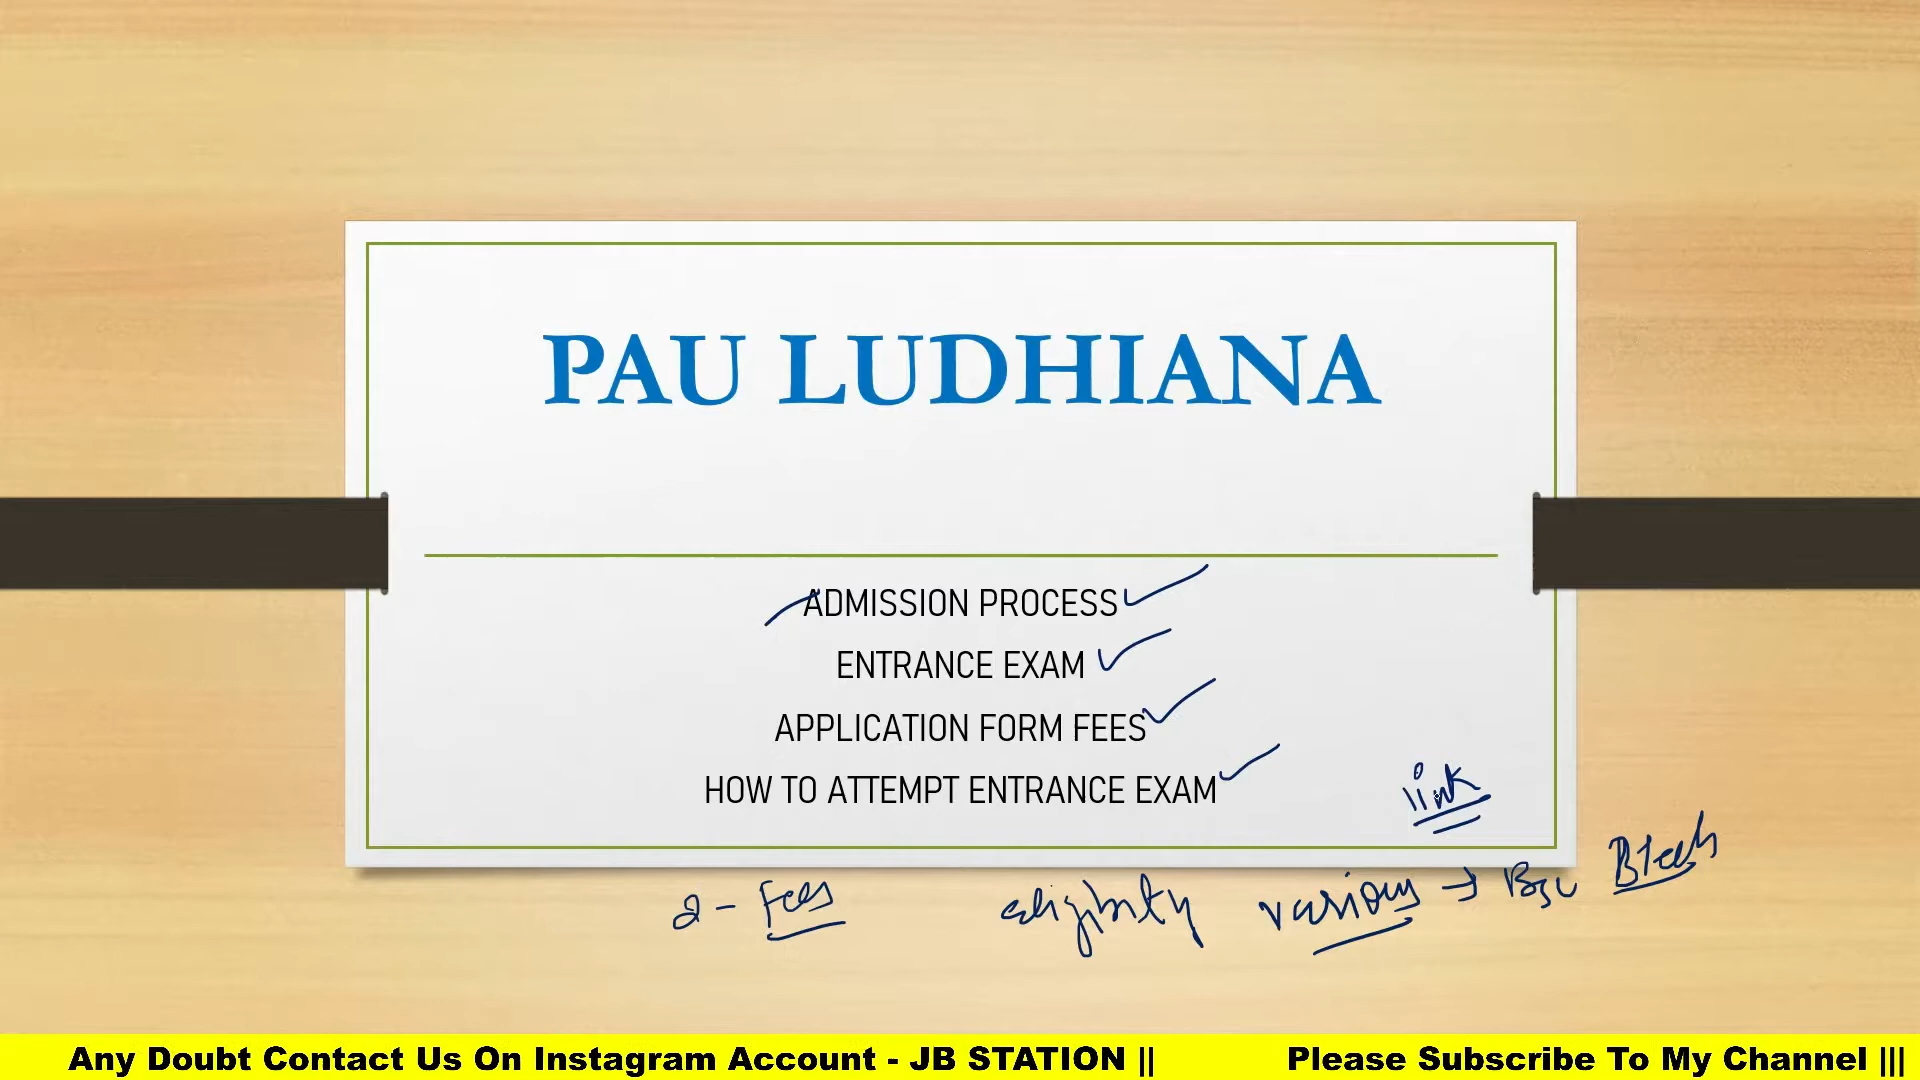 PAU LUDHIANA
ADMISSION PROCESS
ENTRANCE EXAM
APPLICATION FORM FEES
HOW TO ATTEMPT ENTRANCE EXAM
link
2 - Fees eligibity various → Bsc Btech
Any Doubt Contact Us On Instagram Account - JB STATION || Please Subscribe To My Channel |||